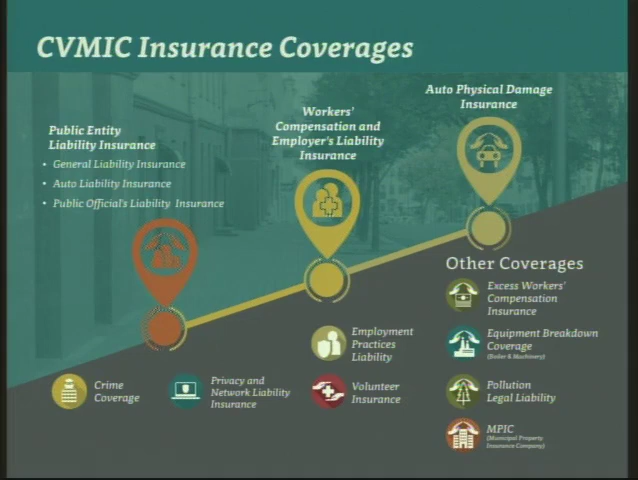 CVMIC Insurance Coverages
Public Entity
Liability Insurance
• General Liability Insurance
• Auto Liability Insurance
• Public Official's Liability Insurance
Workers'
Compensation and
Employer's Liability
Insurance
Auto Physical Damage
Insurance
Other Coverages
Excess Workers'
Compensation
Insurance
Equipment Breakdown
Coverage
(Boiler & Machinery)
Pollution
Legal Liability
MPIC
(Municipal Property
Insurance Company)
Employment
Practices
Liability
Volunteer
Insurance
Privacy and
Network Liability
Insurance
Crime
Coverage